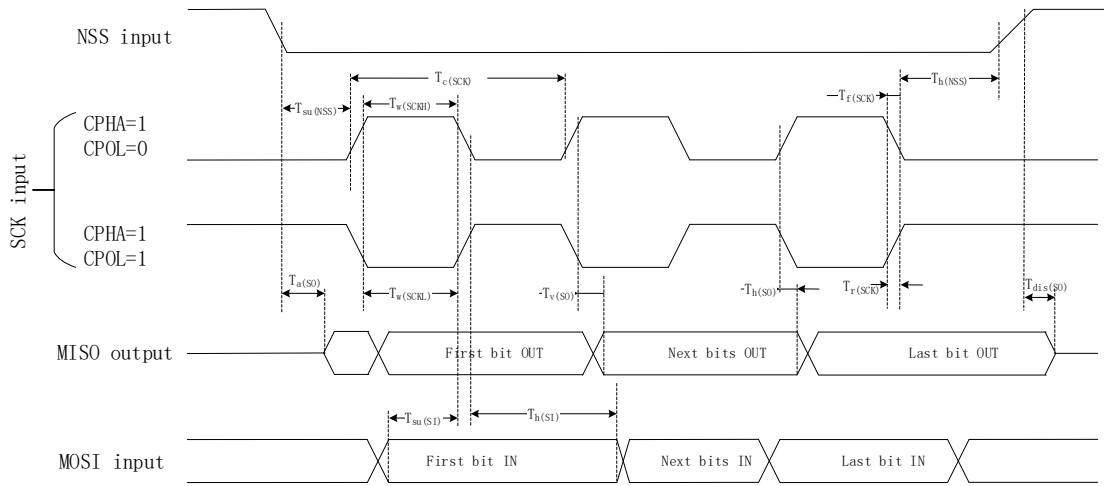 NSS input
Tc(SCK)
Th(NSS)
Tsu(NSS)
Tw(SCKH)
Tf(SCK)
SCK input
CPHA=1
CPOL=0
CPHA=1
CPOL=1
Ta(SO)
Tw(SCKL)
Tv(SO)
Th(SO)
Tr(SCK)
Tdis(SO)
MISO output
First bit OUT
Next bits OUT
Last bit OUT
Tsu(SI)
Th(SI)
MOSI input
First bit IN
Next bits IN
Last bit IN